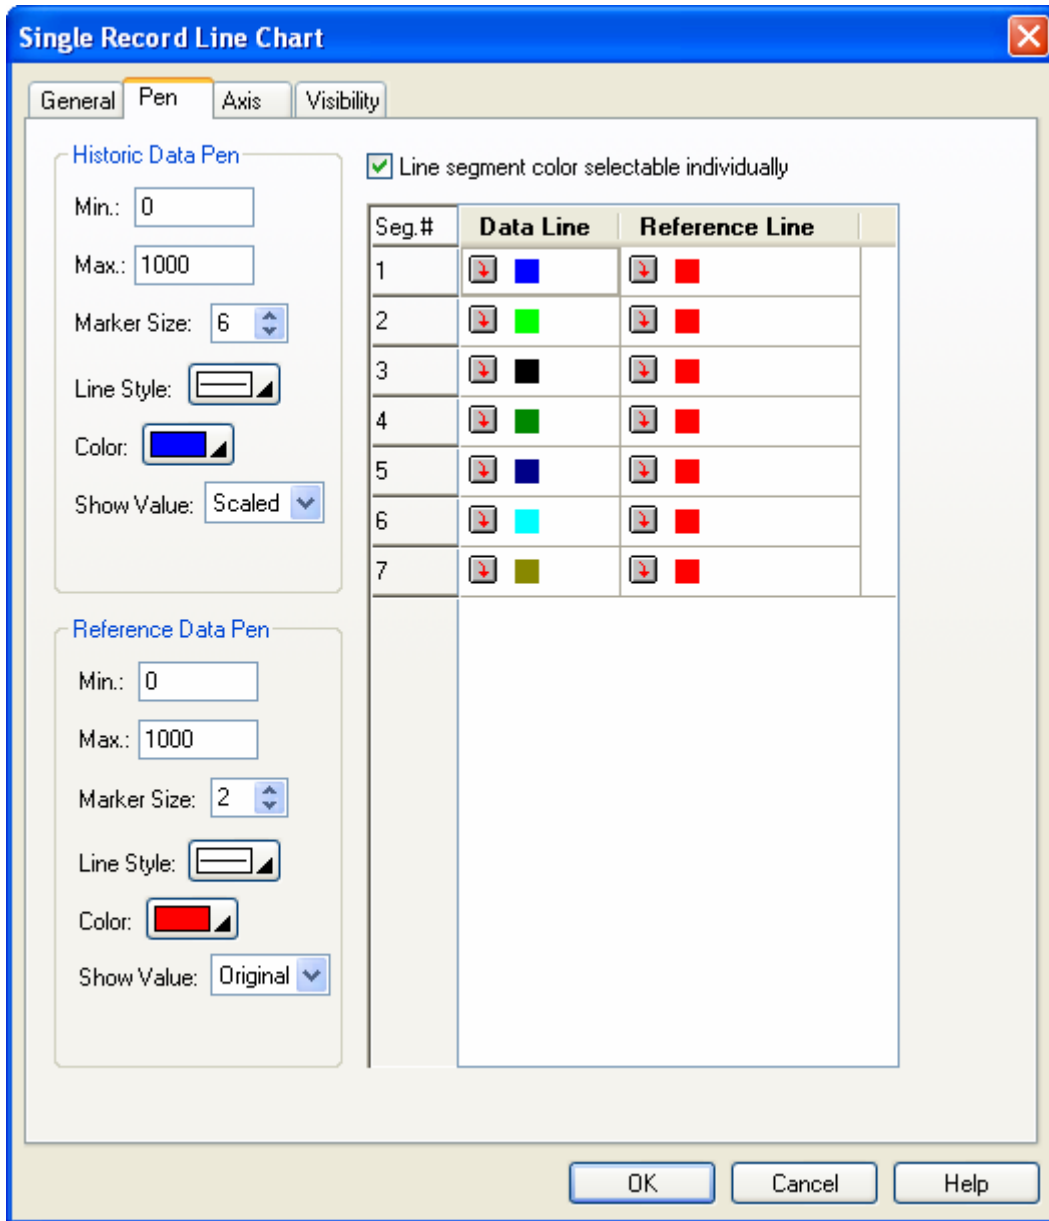 Single Record Line Chart
General Pen Axis Visibility
Historic Data Pen
Min.: 0
Max.: 1000
Marker Size: 6
Line Style:
Color:
Show Value: Scaled
Reference Data Pen
Min.: 0
Max.: 1000
Marker Size: 2
Line Style:
Color:
Show Value: Original
Line segment color selectable individually
Seg.# Data Line Reference Line
1
2
3
4
5
6
7
OK Cancel Help